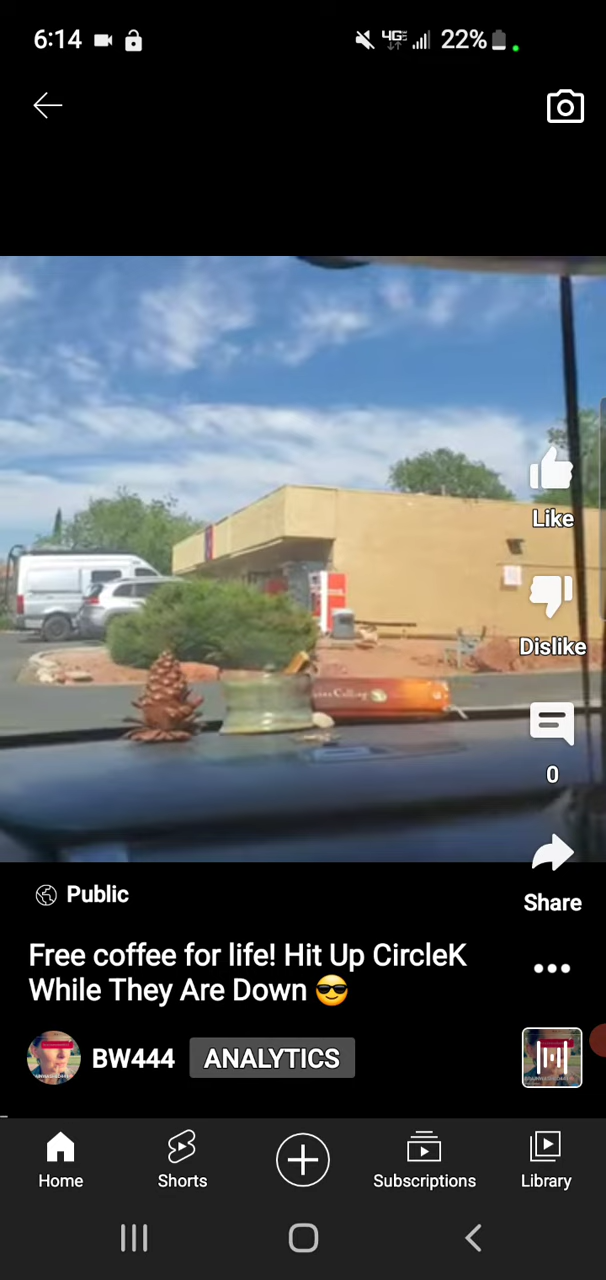 6:14
4G 22%
Like
Dislike
0
Public
Share
Free coffee for life! Hit Up CircleK
While They Are Down 😎
BW444
ANALYTICS
Home
Shorts
Subscriptions
Library